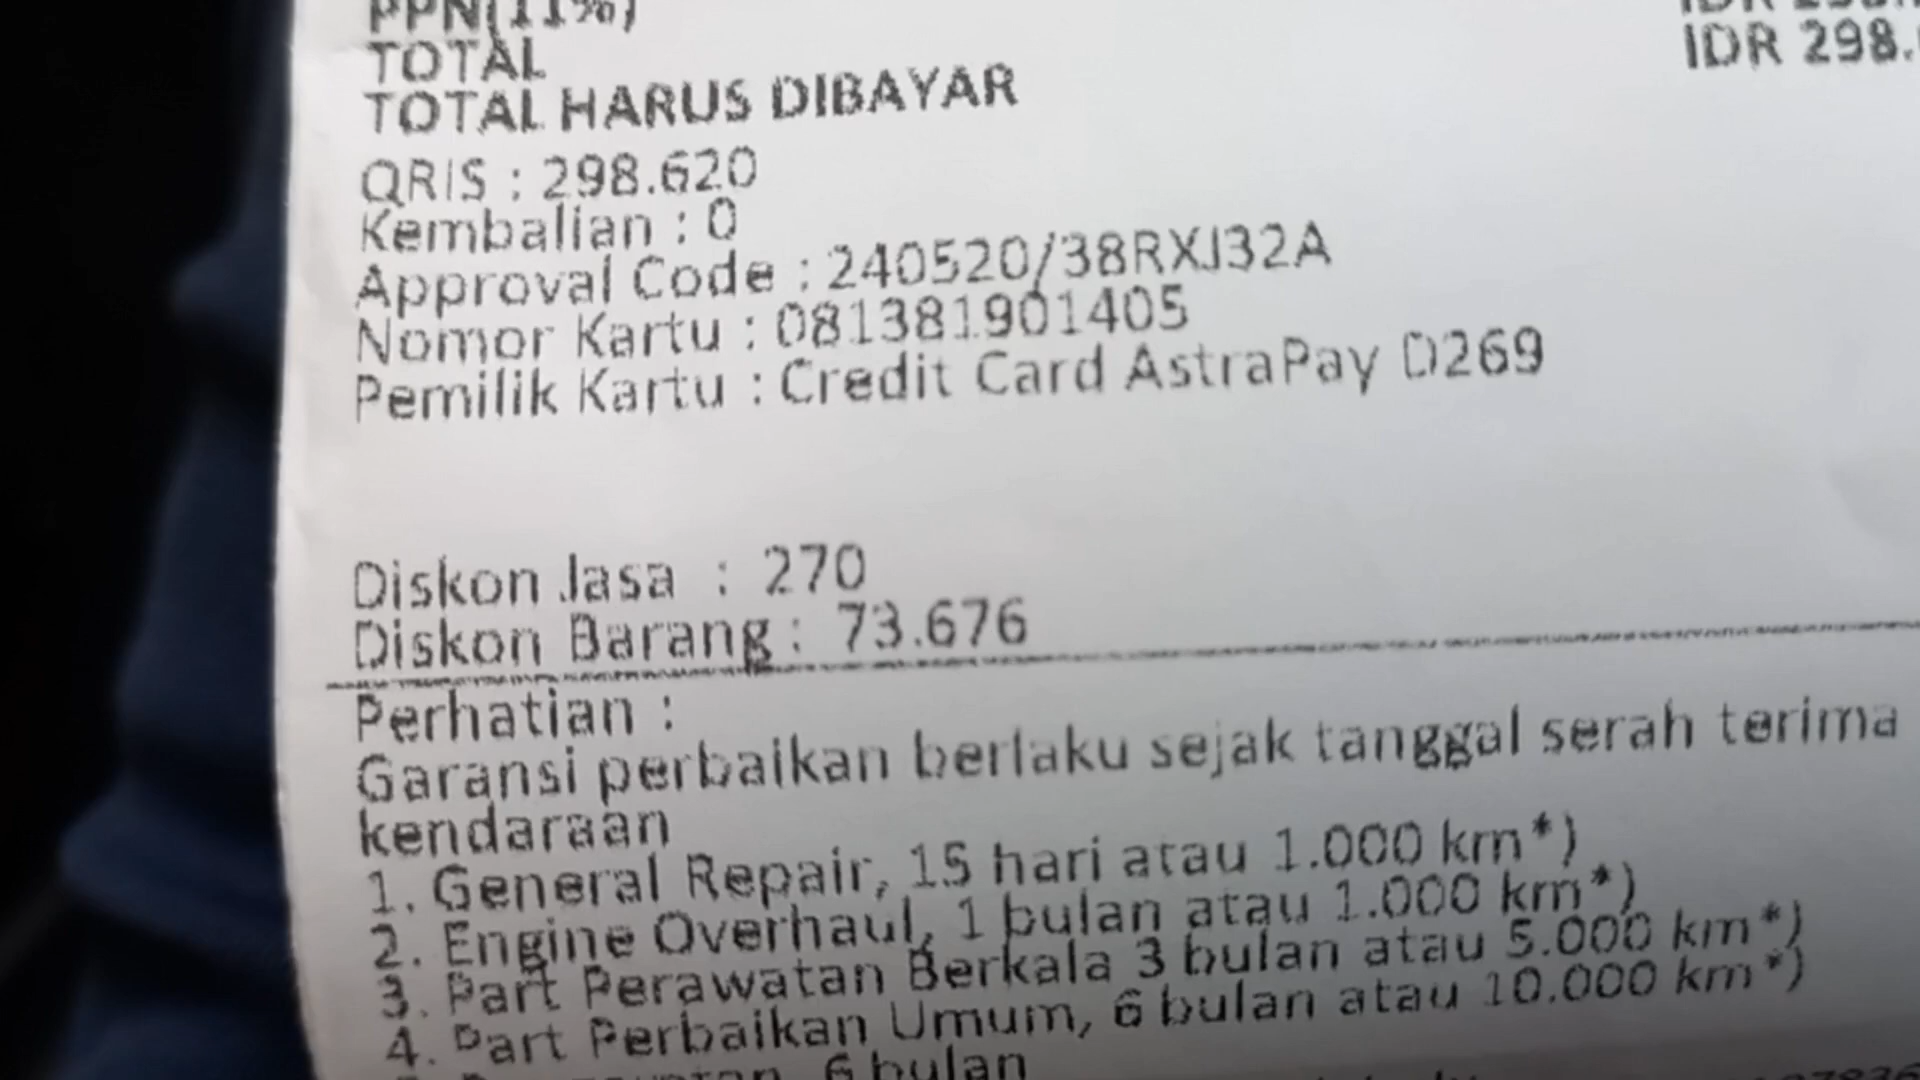 PPN(11%)
TOTAL
IDR 298.
TOTAL HARUS DIBAYAR
QRIS : 298.620
Kembalian : 0
Approval Code : 240520/38RXJ32A
Nomor Kartu : 081381901405
Pemilik Kartu : Credit Card AstraPay D269
Diskon Jasa : 270
Diskon Barang : 73.676
Perhatian :
Garansi perbaikan berlaku sejak tanggal serah terima
kendaraan
1. General Repair, 15 hari atau 1.000 km*)
2. Engine Overhaul, 1 bulan atau 1.000 km*)
3. Part Perawatan Berkala 3 bulan atau 5.000 km*)
4. Part Perbaikan Umum, 6 bulan atau 10.000 km*)
6 bulan